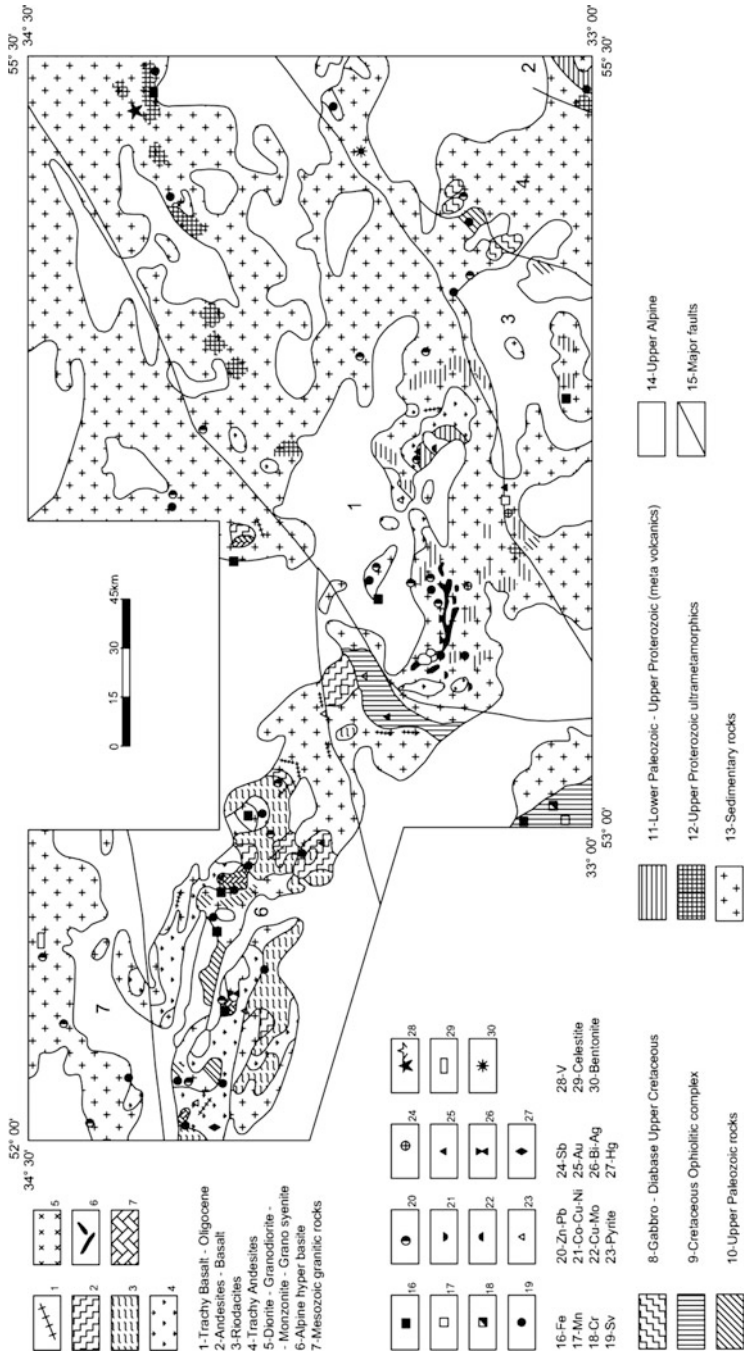 52° 00'
34° 30'
55° 30'
34° 30'
0 15 30 45km
1
2
3
4
6
7
53° 00'
33° 00'
33° 00'
55° 30'
1
2
3
4
5
6
7
1-Trachy Basalt - Oligocene
2-Andesites - Basalt
3-Riodacites
4-Trachy Andesites
5-Diorite - Granodiorite -
- Monzonite - Grano syenite
6-Alpine hyper basite
7-Mesozoic granitic rocks
16
17
18
19
20
21
22
23
24
25
26
27
28
29
30
16-Fe
17-Mn
18-Cr
19-Sv
20-Zn-Pb
21-Co-Cu-Ni
22-Cu-Mo
23-Pyrite
24-Sb
25-Au
26-Bi-Ag
27-Hg
28-V
29-Celestite
30-Bentonite
8-Gabbro - Diabase Upper Cretaceous
9-Cretaceous Ophiolitic complex
10-Upper Paleozoic rocks
11-Lower Paleozoic - Upper Proterozoic (meta volcanics)
12-Upper Proterozoic ultrametamorphics
13-Sedimentary rocks
14-Upper Alpine
15-Major faults